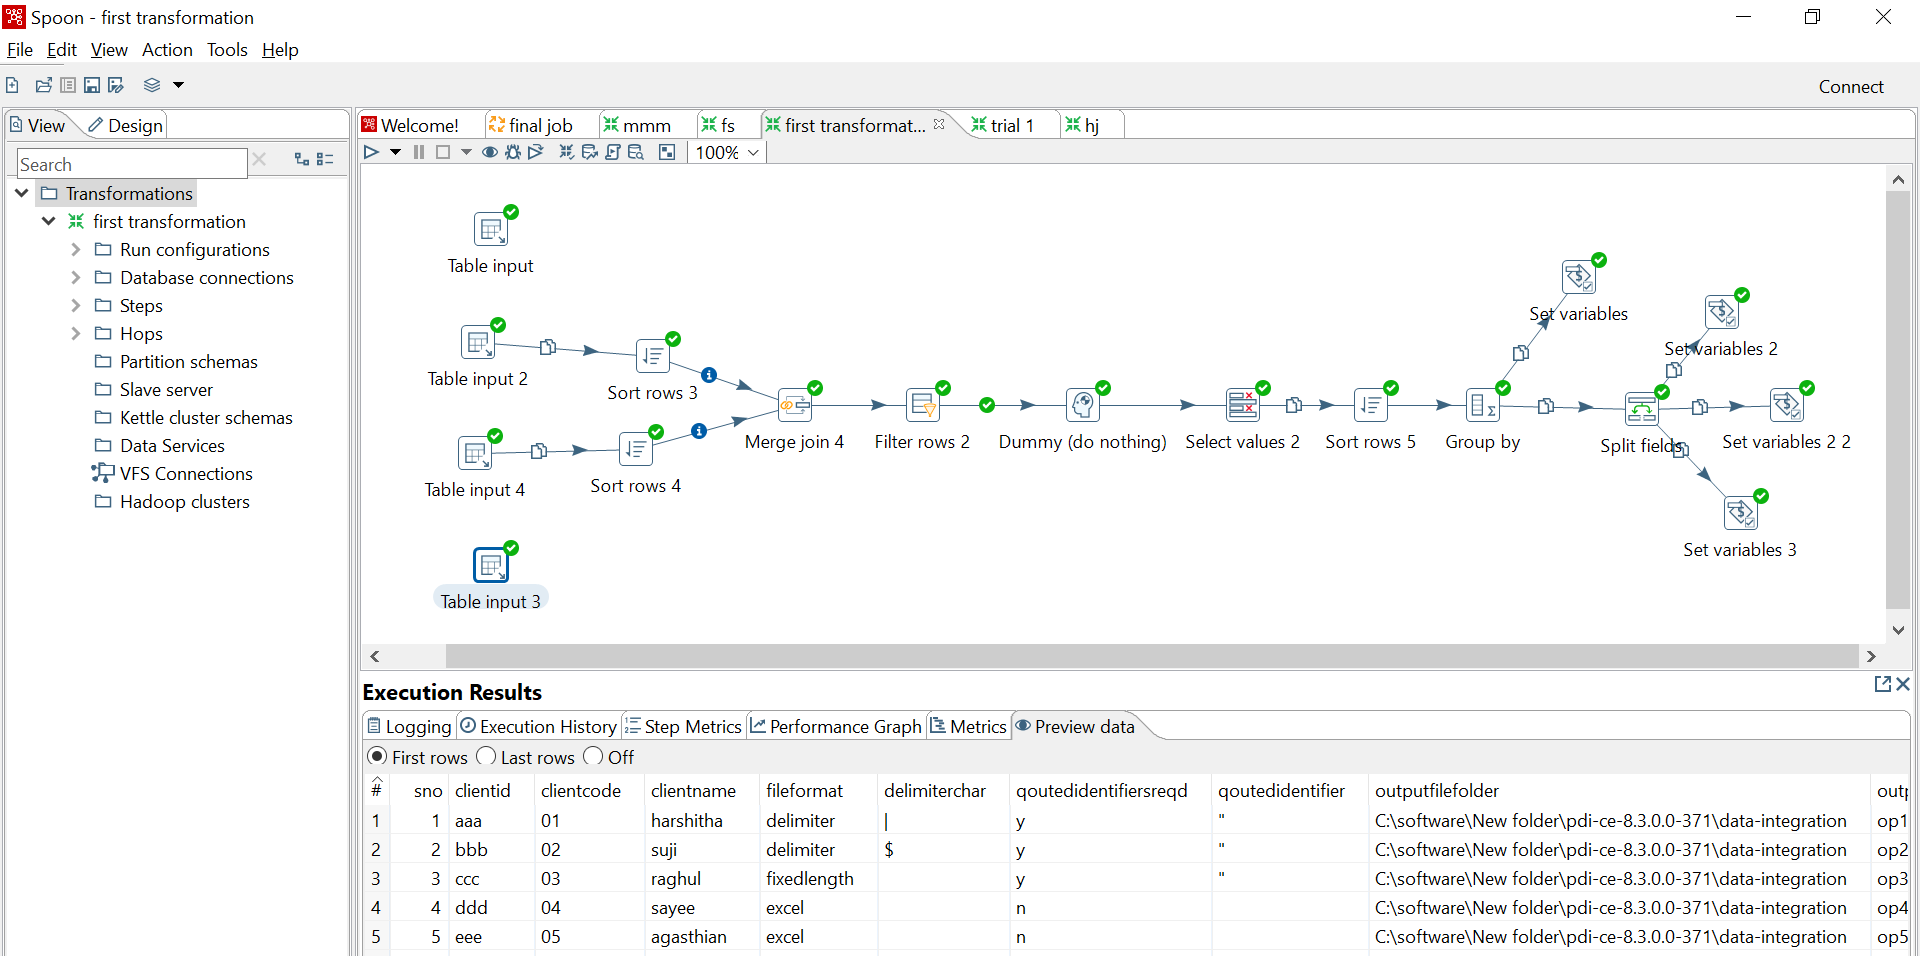 Spoon - first transformation
File Edit View Action Tools Help
Connect
View Design
Welcome! final job mmm fs first transformat... trial 1 hj
100%
Search
Transformations
first transformation
Run configurations
Database connections
Steps
Hops
Partition schemas
Slave server
Kettle cluster schemas
Data Services
VFS Connections
Hadoop clusters
Table input
Set variables
Set variables 2
Table input 2
Sort rows 3
Merge join 4
Filter rows 2
Dummy (do nothing)
Select values 2
Sort rows 5
Group by
Split fields
Set variables 2 2
Table input 4
Sort rows 4
Set variables 3
Table input 3
Execution Results
Logging Execution History Step Metrics Performance Graph Metrics Preview data
First rows Last rows Off
# sno clientid clientcode clientname fileformat delimiterchar qoutedidentifiersreqd qoutedidentifier outputfilefolder outp
1 1 aaa 01 harshitha delimiter | y " C:\software\New folder\pdi-ce-8.3.0.0-371\data-integration op1
2 2 bbb 02 suji delimiter $ y " C:\software\New folder\pdi-ce-8.3.0.0-371\data-integration op2
3 3 ccc 03 raghul fixedlength y " C:\software\New folder\pdi-ce-8.3.0.0-371\data-integration op3
4 4 ddd 04 sayee excel n C:\software\New folder\pdi-ce-8.3.0.0-371\data-integration op4
5 5 eee 05 agasthian excel n C:\software\New folder\pdi-ce-8.3.0.0-371\data-integration op5